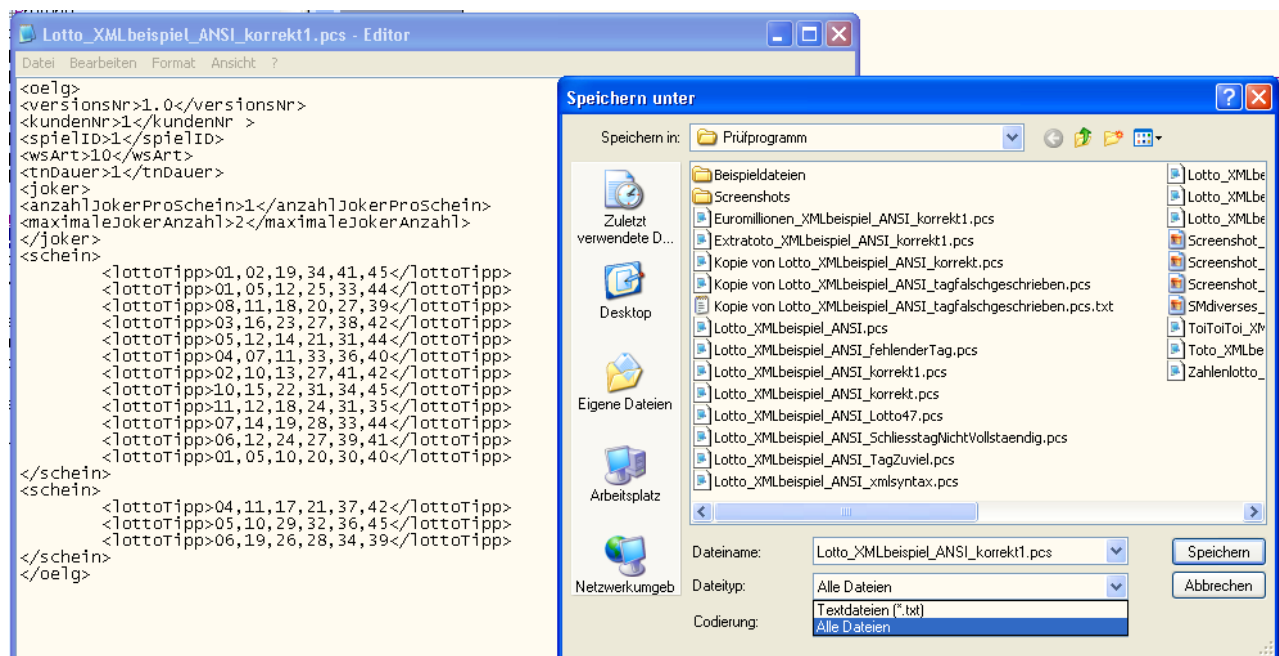 Lotto_XMLbeispiel_ANSI_korrekt1.pcs - Editor
Datei Bearbeiten Format Ansicht ?
<oelg>
<versionsNr>1.0</versionsNr>
<kundenNr>1</kundenNr >
<spielID>1</spielID>
<wsArt>10</wsArt>
<tnDauer>1</tnDauer>
<joker>
<anzahlJokerProSchein>1</anzahlJokerProSchein>
<maximaleJokerAnzahl>2</maximaleJokerAnzahl>
</joker>
<schein>
<lottoTipp>01,02,19,34,41,45</lottoTipp>
<lottoTipp>01,05,12,25,33,44</lottoTipp>
<lottoTipp>08,11,18,20,27,39</lottoTipp>
<lottoTipp>03,16,23,27,38,42</lottoTipp>
<lottoTipp>05,12,14,21,31,44</lottoTipp>
<lottoTipp>04,07,11,33,36,40</lottoTipp>
<lottoTipp>02,10,13,27,41,42</lottoTipp>
<lottoTipp>10,15,22,31,34,45</lottoTipp>
<lottoTipp>11,12,18,24,31,35</lottoTipp>
<lottoTipp>07,14,19,28,33,44</lottoTipp>
<lottoTipp>06,12,24,27,39,41</lottoTipp>
<lottoTipp>01,05,10,20,30,40</lottoTipp>
</schein>
<schein>
<lottoTipp>04,11,17,21,37,42</lottoTipp>
<lottoTipp>05,10,29,32,36,45</lottoTipp>
<lottoTipp>06,19,26,28,34,39</lottoTipp>
</schein>
</oelg>
Speichern unter
Speichern in: Prüfprogramm
Zuletzt
verwendete D...
Desktop
Eigene Dateien
Arbeitsplatz
Netzwerkumgeb
Beispieldateien
Screenshots
Euromillionen_XMLbeispiel_ANSI_korrekt1.pcs
Extratoto_XMLbeispiel_ANSI_korrekt1.pcs
Kopie von Lotto_XMLbeispiel_ANSI_korrekt.pcs
Kopie von Lotto_XMLbeispiel_ANSI_tagfalschgeschrieben.pcs
Kopie von Lotto_XMLbeispiel_ANSI_tagfalschgeschrieben.pcs.txt
Lotto_XMLbeispiel_ANSI.pcs
Lotto_XMLbeispiel_ANSI_fehlenderTag.pcs
Lotto_XMLbeispiel_ANSI_korrekt1.pcs
Lotto_XMLbeispiel_ANSI_korrekt.pcs
Lotto_XMLbeispiel_ANSI_Lotto47.pcs
Lotto_XMLbeispiel_ANSI_SchliesstagNichtVollstaendig.pcs
Lotto_XMLbeispiel_ANSI_TagZuviel.pcs
Lotto_XMLbeispiel_ANSI_xmlsyntax.pcs
Lotto_XMLbe
Lotto_XMLbe
Lotto_XMLbe
Screenshot_
Screenshot_
Screenshot_
SMdiverses_
ToiToiToi_XM
Toto_XMLbe
Zahlenlotto_
Dateiname: Lotto_XMLbeispiel_ANSI_korrekt1.pcs Speichern
Dateityp: Alle Dateien Abbrechen
Textdateien (*.txt)
Alle Dateien
Codierung: